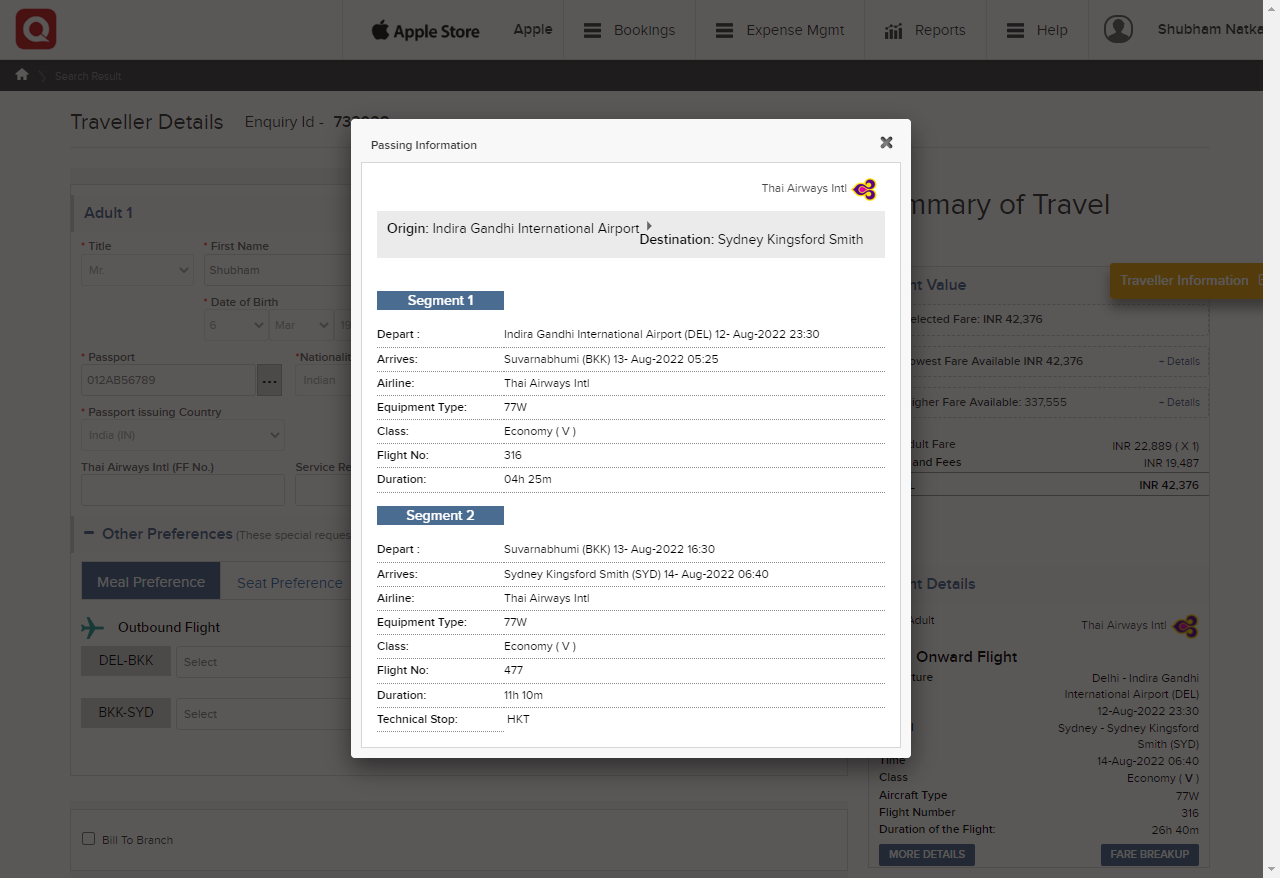 Apple Store
Apple
Bookings
Expense Mgmt
Reports
Help
Shubham Natka
Search Result
Traveller Details
Enquiry Id -
Passing Information
Thai Airways Intl
Origin: Indira Gandhi International Airport
Destination: Sydney Kingsford Smith
Segment 1
Depart : Indira Gandhi International Airport (DEL) 12- Aug-2022 23:30
Arrives: Suvarnabhumi (BKK) 13- Aug-2022 05:25
Airline: Thai Airways Intl
Equipment Type: 77W
Class: Economy ( V )
Flight No: 316
Duration: 04h 25m
Segment 2
Depart : Suvarnabhumi (BKK) 13- Aug-2022 16:30
Arrives: Sydney Kingsford Smith (SYD) 14- Aug-2022 06:40
Airline: Thai Airways Intl
Equipment Type: 77W
Class: Economy ( V )
Flight No: 477
Duration: 11h 10m
Technical Stop: HKT
Adult 1
* Title
* First Name
Mr.
Shubham
* Date of Birth
6
Mar
19
* Passport
*Nationalit
012AB56789
...
Indian
* Passport issuing Country
India (IN)
Thai Airways Intl (FF No.)
Service Re
− Other Preferences (These special reques
Meal Preference
Seat Preference
Outbound Flight
DEL-BKK
Select
BKK-SYD
Select
Bill To Branch
mmary of Travel
nt Value
Traveller Information
elected Fare: INR 42,376
owest Fare Available INR 42,376
− Details
igher Fare Available: 337,555
− Details
dult Fare
INR 22,889 ( X 1)
and Fees
INR 19,487
INR 42,376
nt Details
Adult
Thai Airways Intl
Onward Flight
ture
Delhi - Indira Gandhi
International Airport (DEL)
12-Aug-2022 23:30
Sydney - Sydney Kingsford
Smith (SYD)
Time
14-Aug-2022 06:40
Class
Economy ( V )
Aircraft Type
77W
Flight Number
316
Duration of the Flight:
26h 40m
MORE DETAILS
FARE BREAKUP